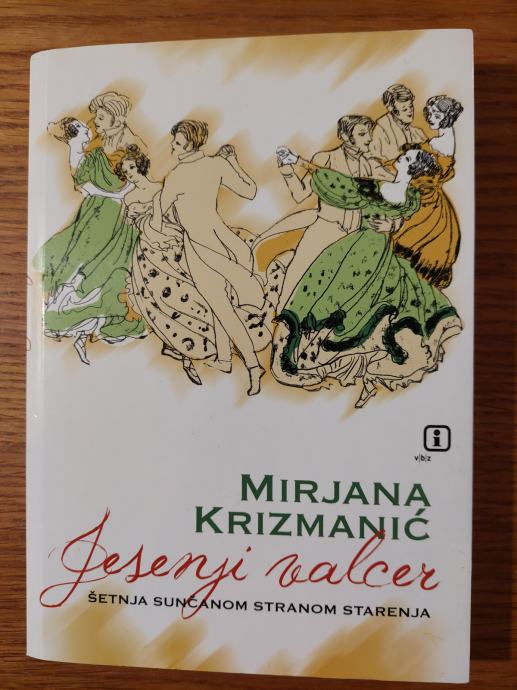 i
v|b|z
MIRJANA
KRIZMANIĆ
Jesenji valcer
ŠETNJA SUNČANOM STRANOM STARENJA